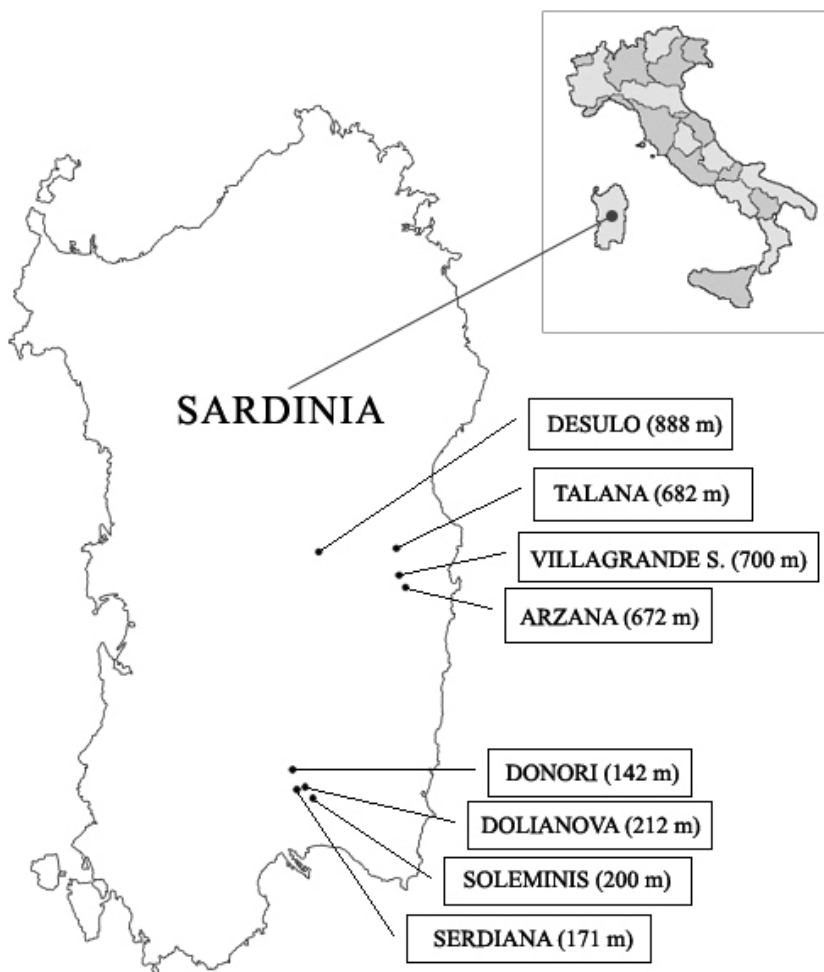 SARDINIA
DESULO (888 m)
TALANA (682 m)
VILLAGRANDE S. (700 m)
ARZANA (672 m)
DONORI (142 m)
DOLIANOVA (212 m)
SOLEMINIS (200 m)
SERDIANA (171 m)